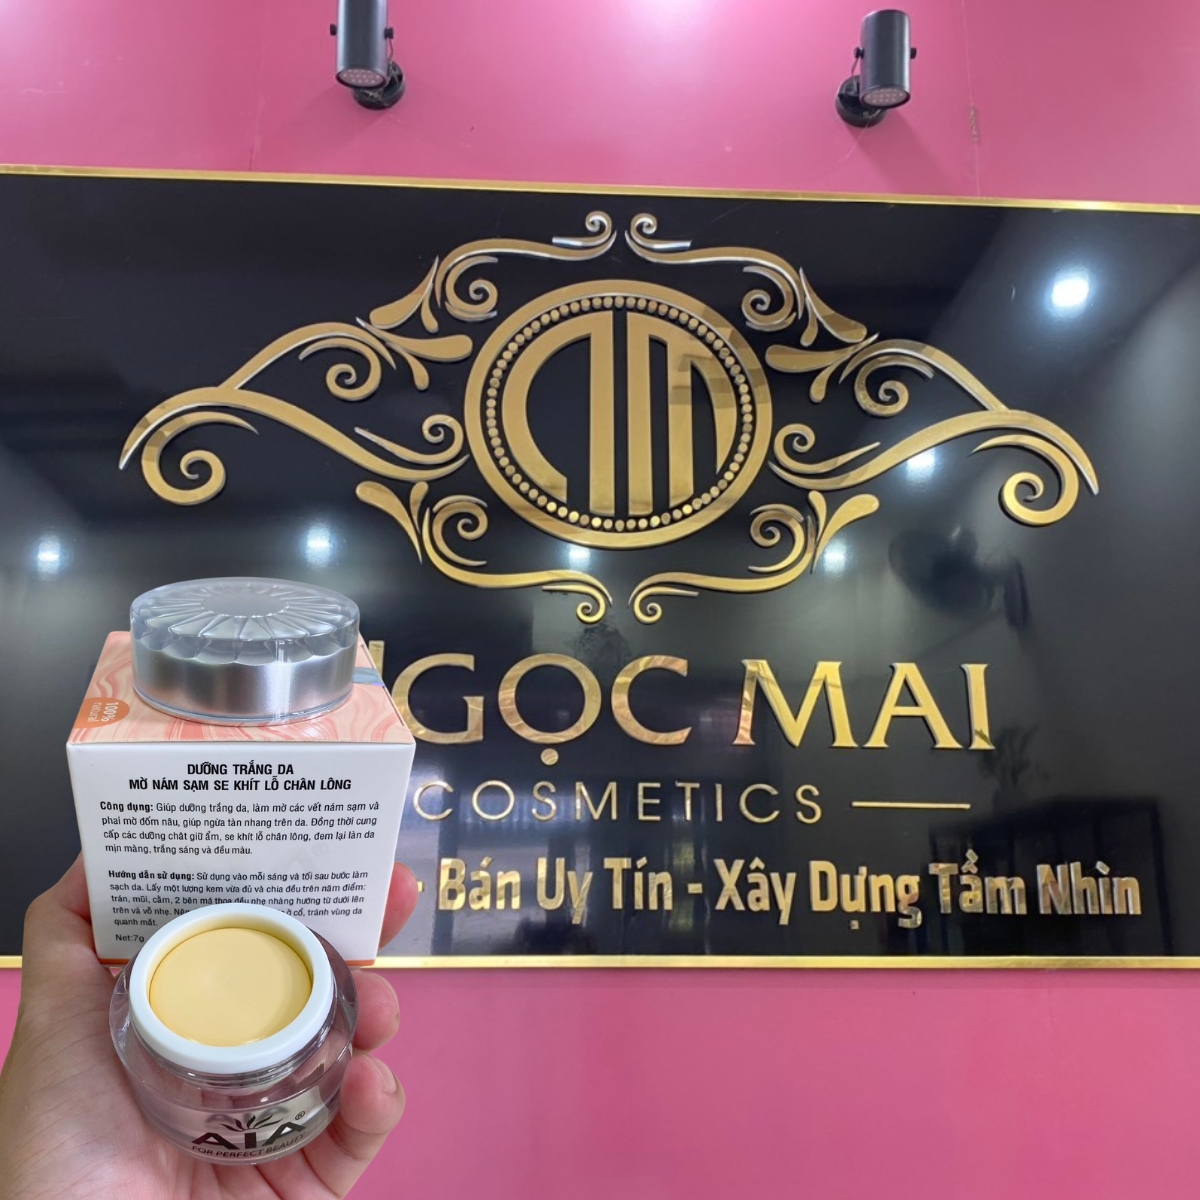 NM
NGỌC MAI
COSMETICS
- Bán Uy Tín - Xây Dựng Tầm Nhìn
100%
natural
DƯỠNG TRẮNG DA
MỜ NÁM SẠM SE KHÍT LỖ CHÂN LÔNG
Công dụng: Giúp dưỡng trắng da, làm mờ các vết nám sạm và
phai mờ đốm nâu, giúp ngừa tàn nhang trên da. Đồng thời cung
cấp các dưỡng chất giữ ẩm, se khít lỗ chân lông, đem lại làn da
mịn màng, trắng sáng và đều màu.
Hướng dẫn sử dụng: Sử dụng vào mỗi sáng và tối sau bước làm
sạch da. Lấy một lượng kem vừa đủ và chia đều trên năm điểm:
trán, mũi, cằm, 2 bên má thoa đều nhẹ nhàng hướng từ dưới lên
trên và vỗ nhẹ. ở cổ, tránh vùng da
quanh mắt.
Net:7g
AIA®
FOR PERFECT BEAUTY